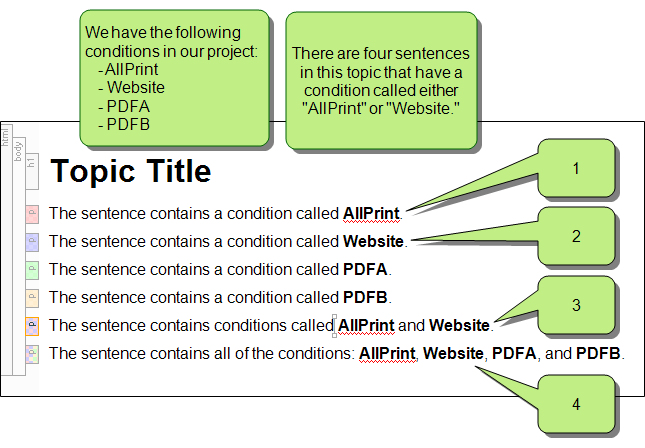 We have the following
conditions in our project:
- AllPrint
- Website
- PDFA
- PDFB
There are four sentences
in this topic that have a
condition called either
"AllPrint" or "Website."
html
body
h1
Topic Title
1
p
The sentence contains a condition called AllPrint.
p
The sentence contains a condition called Website.
2
p
The sentence contains a condition called PDFA.
p
The sentence contains a condition called PDFB.
3
p
The sentence contains conditions called AllPrint and Website.
p
The sentence contains all of the conditions: AllPrint, Website, PDFA, and PDFB.
4